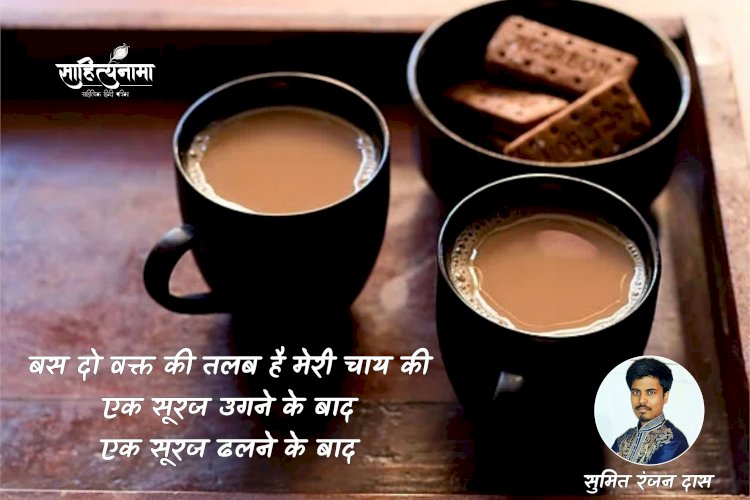 साहित्यनामा
बस दो वक्त की तलब है मेरी चाय की
एक सूरज उगने के बाद
एक सूरज ढलने के बाद
सुमित रंजन दास